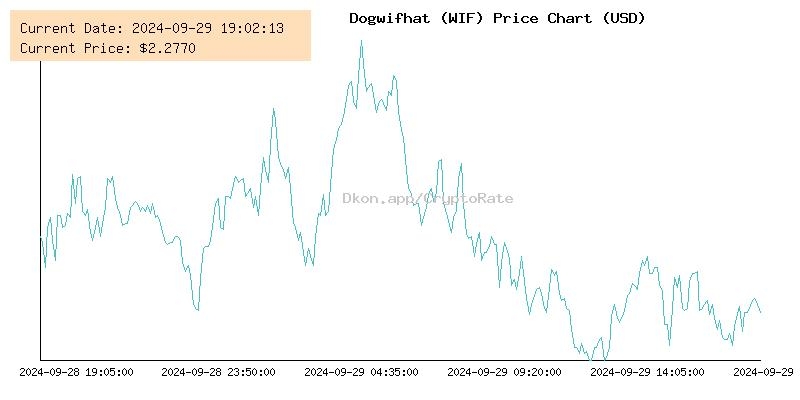 Dogwifhat (WIF) Price Chart (USD)
Current Date: 2024-09-29 19:02:13
Current Price: $2.2770
Dkon.app/CryptoRate
2024-09-28 19:05:00 2024-09-28 23:50:00 2024-09-29 04:35:00 2024-09-29 09:20:00 2024-09-29 14:05:00 2024-09-29